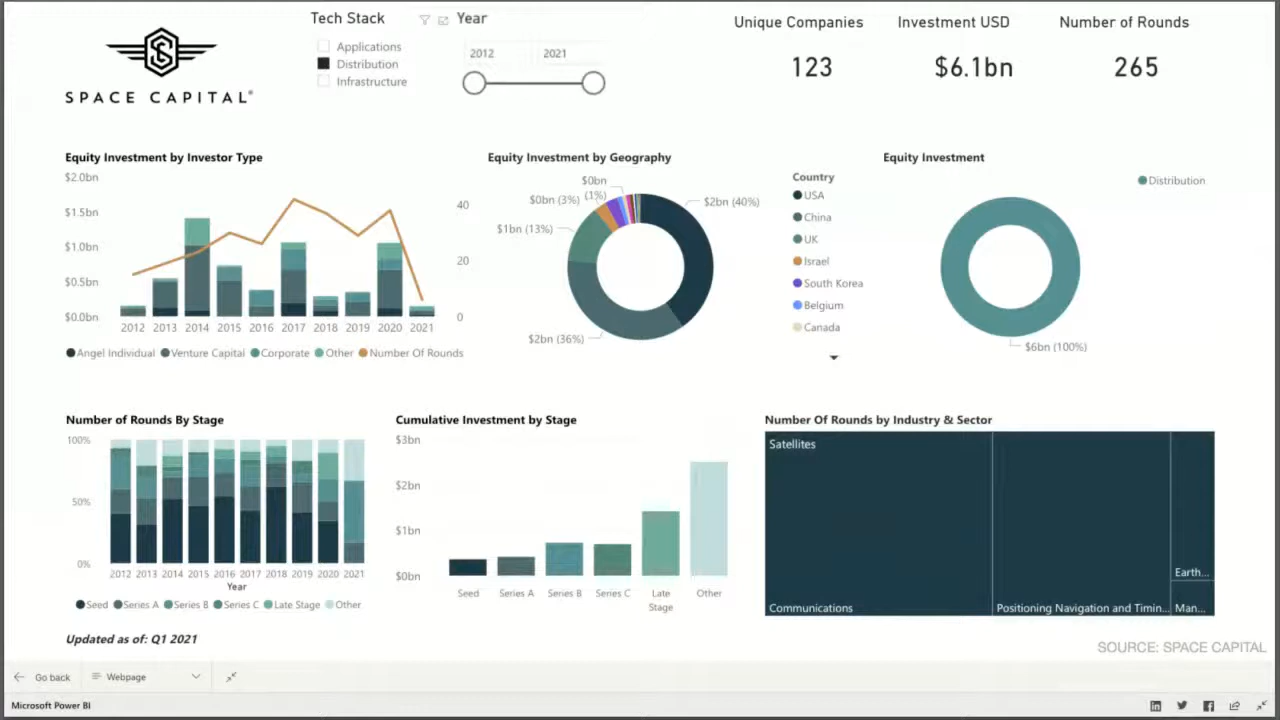 SPACE CAPITAL®
Tech Stack
Applications
Distribution
Infrastructure
Year
2012 2021
Unique Companies
123
Investment USD
$6.1bn
Number of Rounds
265
Equity Investment by Investor Type
$2.0bn
$1.5bn
$1.0bn
$0.5bn
$0.0bn
40
20
0
2012 2013 2014 2015 2016 2017 2018 2019 2020 2021
Angel Individual Venture Capital Corporate Other Number Of Rounds
Equity Investment by Geography
$0bn
(1%)
$0bn (3%)
$1bn (13%)
$2bn (40%)
$2bn (36%)
Country
USA
China
UK
Israel
South Korea
Belgium
Canada
Equity Investment
Distribution
$6bn (100%)
Number of Rounds By Stage
100%
50%
0%
2012 2013 2014 2015 2016 2017 2018 2019 2020 2021
Year
Seed Series A Series B Series C Late Stage Other
Cumulative Investment by Stage
$3bn
$2bn
$1bn
$0bn
Seed Series A Series B Series C Late Other
Stage
Number Of Rounds by Industry & Sector
Satellites
Earth...
Communications Positioning Navigation and Timin... Man...
Updated as of: Q1 2021
SOURCE: SPACE CAPITAL
Go back Webpage
Microsoft Power BI